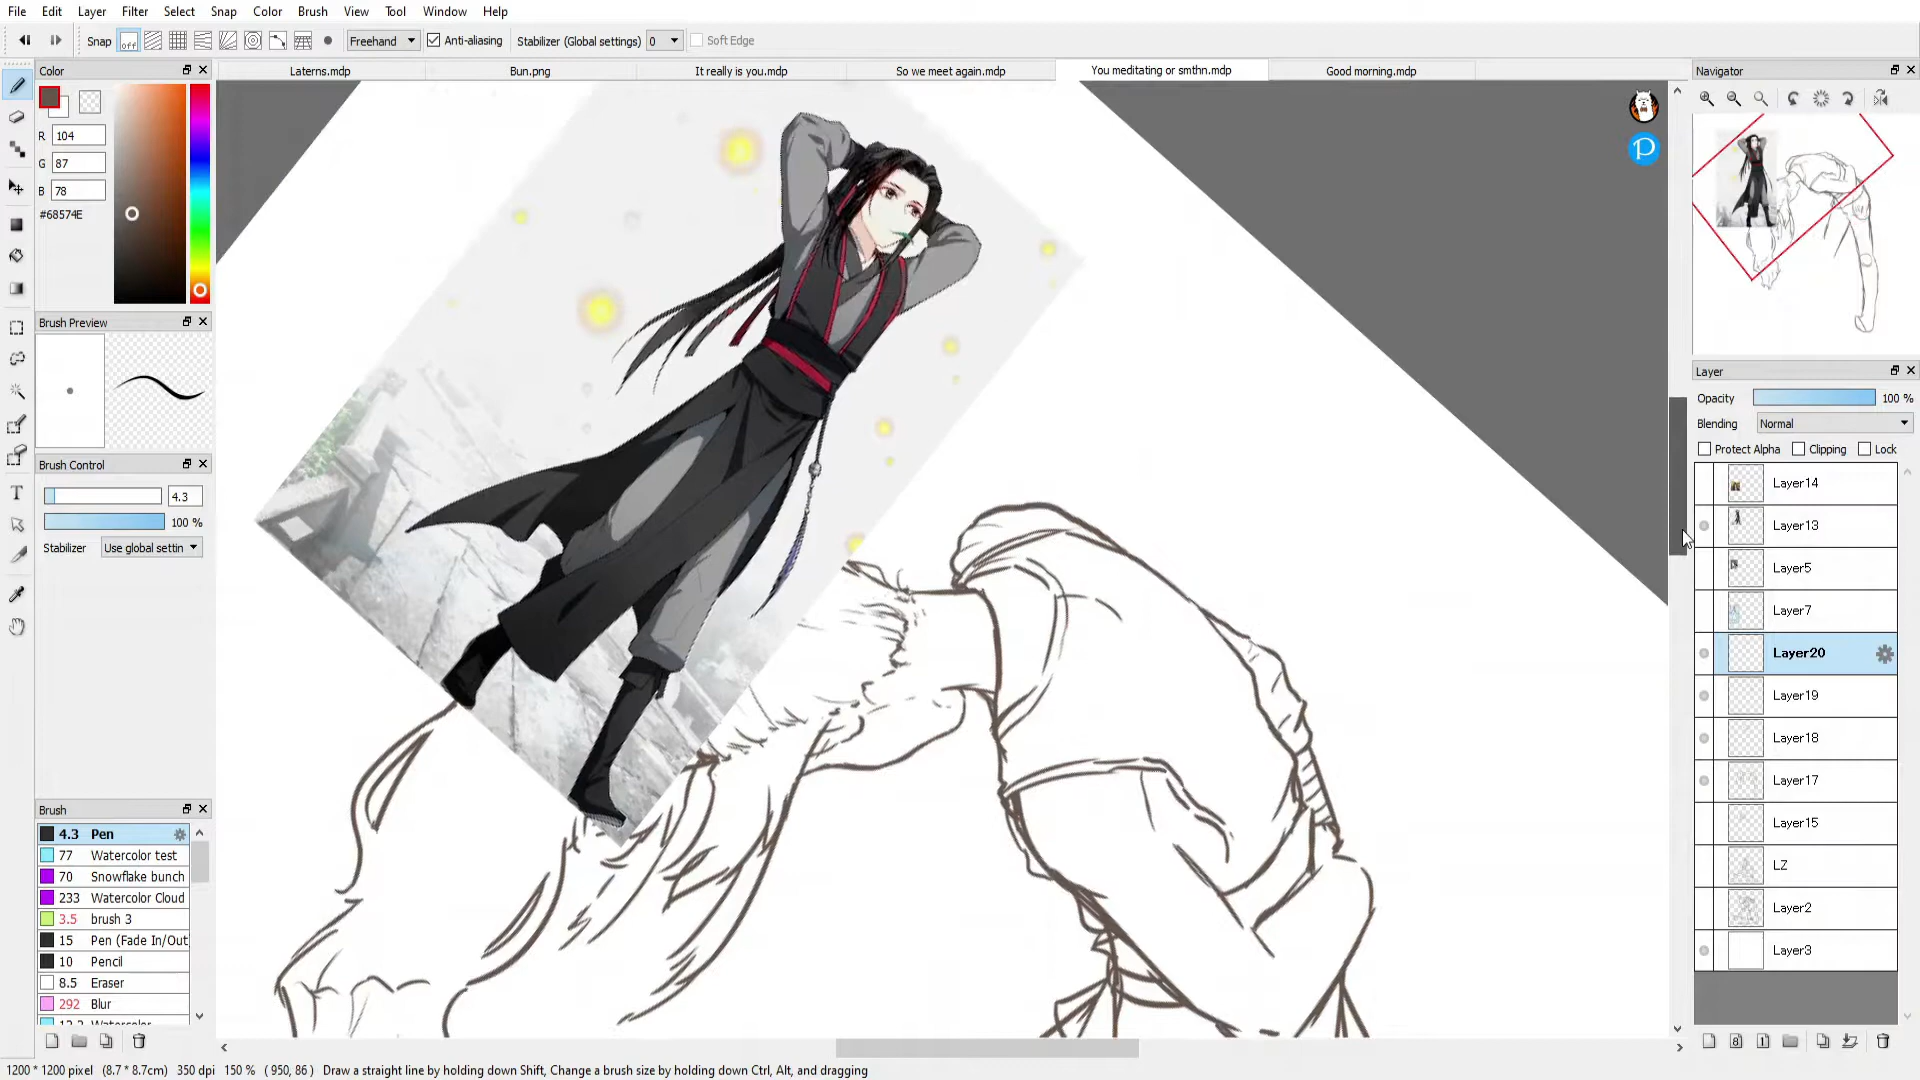 File Edit Layer Filter Select Snap Color Brush View Tool Window Help
Snap off Freehand Anti-aliasing Stabilizer (Global settings) 0 Soft Edge
Color
Laterns.mdp Bun.png It really is you.mdp So we meet again.mdp You meditating or smthn.mdp Good morning.mdp
Navigator
R 104
G 87
B 78
#68574E
Brush Preview
Brush Control
4.3
100 %
Stabilizer Use global settin
Brush
4.3 Pen
77 Watercolor test
70 Snowflake bunch
233 Watercolor Cloud
3.5 brush 3
15 Pen (Fade In/Out
10 Pencil
8.5 Eraser
292 Blur
Layer
Opacity 100 %
Blending Normal
Protect Alpha Clipping Lock
Layer14
Layer13
Layer5
Layer7
Layer20
Layer19
Layer18
Layer17
Layer15
LZ
Layer2
Layer3
1200 * 1200 pixel (8.7 * 8.7cm) 350 dpi 150 % ( 950, 86 ) Draw a straight line by holding down Shift, Change a brush size by holding down Ctrl, Alt, and dragging